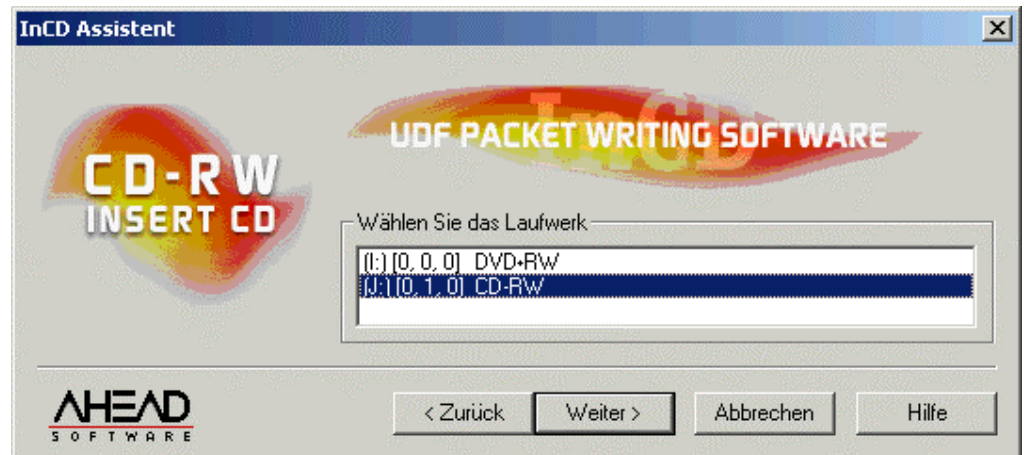 InCD Assistent
CD-RW
INSERT CD
InCD
UDF PACKET WRITING SOFTWARE
Wählen Sie das Laufwerk
(I:) [0, 0, 0] DVD+RW
(J:) [0, 1, 0] CD-RW
AHEAD
SOFTWARE
< Zurück
Weiter >
Abbrechen
Hilfe